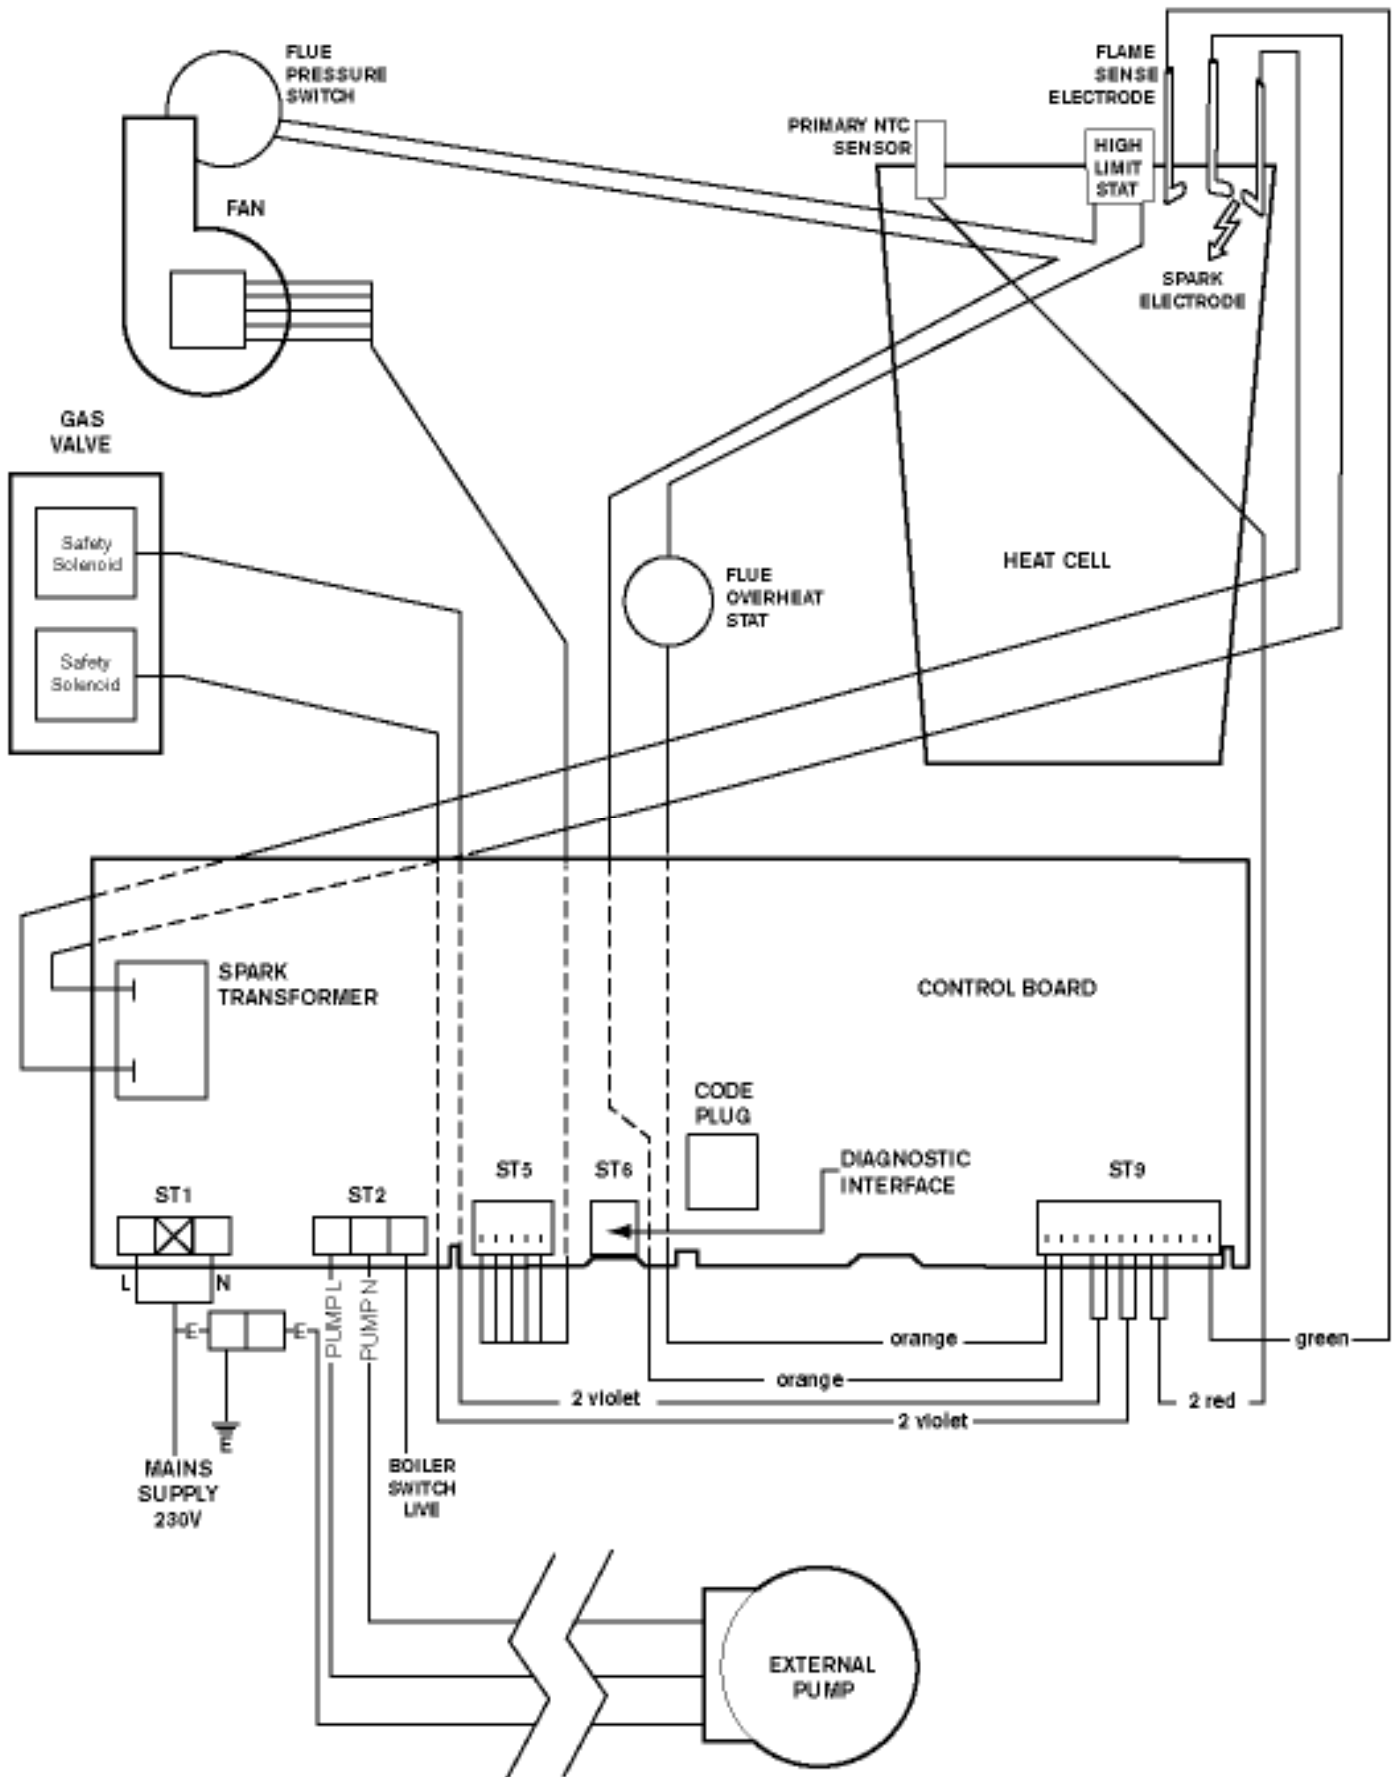 FLUE
PRESSURE
SWITCH
FLAME
SENSE
ELECTRODE
PRIMARY NTC
SENSOR
HIGH
LIMIT
STAT
FAN
SPARK
ELECTRODE
GAS
VALVE
Safety
Solenoid
HEAT CELL
FLUE
OVERHEAT
STAT
Safety
Solenoid
SPARK
TRANSFORMER
CONTROL BOARD
CODE
PLUG
DIAGNOSTIC
INTERFACE
ST1
ST2
ST5
ST6
ST9
L
N
E
E
PUMP L
PUMP N
orange
green
orange
2 violet
2 red
2 violet
E
MAINS
SUPPLY
230V
BOILER
SWITCH
LIVE
EXTERNAL
PUMP